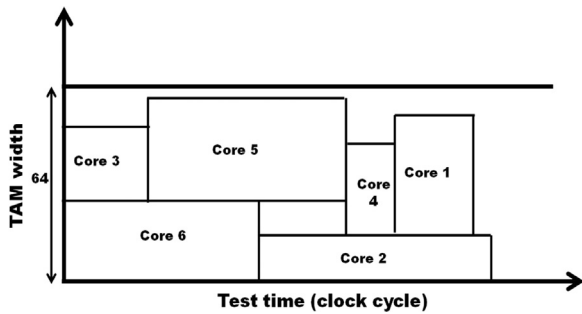 TAM width
64
Core 3
Core 5
Core 4
Core 1
Core 6
Core 2
Test time (clock cycle)